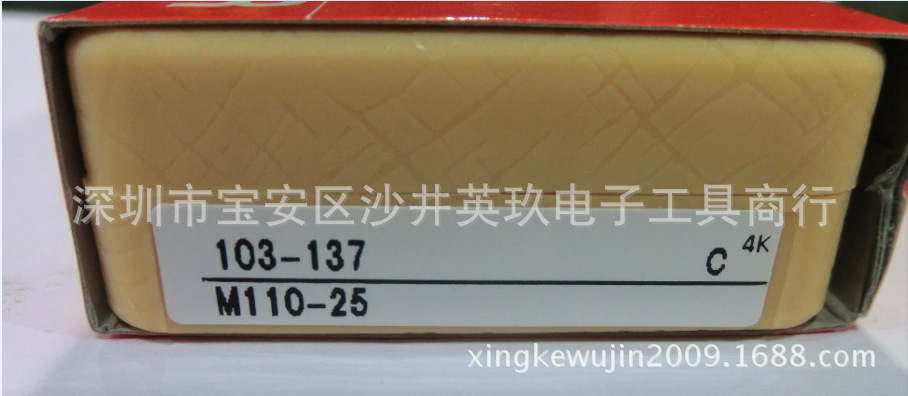 深圳市宝安区沙井英玖电子工具商行
103-137
C 4K
M110-25
xingkewujin2009.1688.com